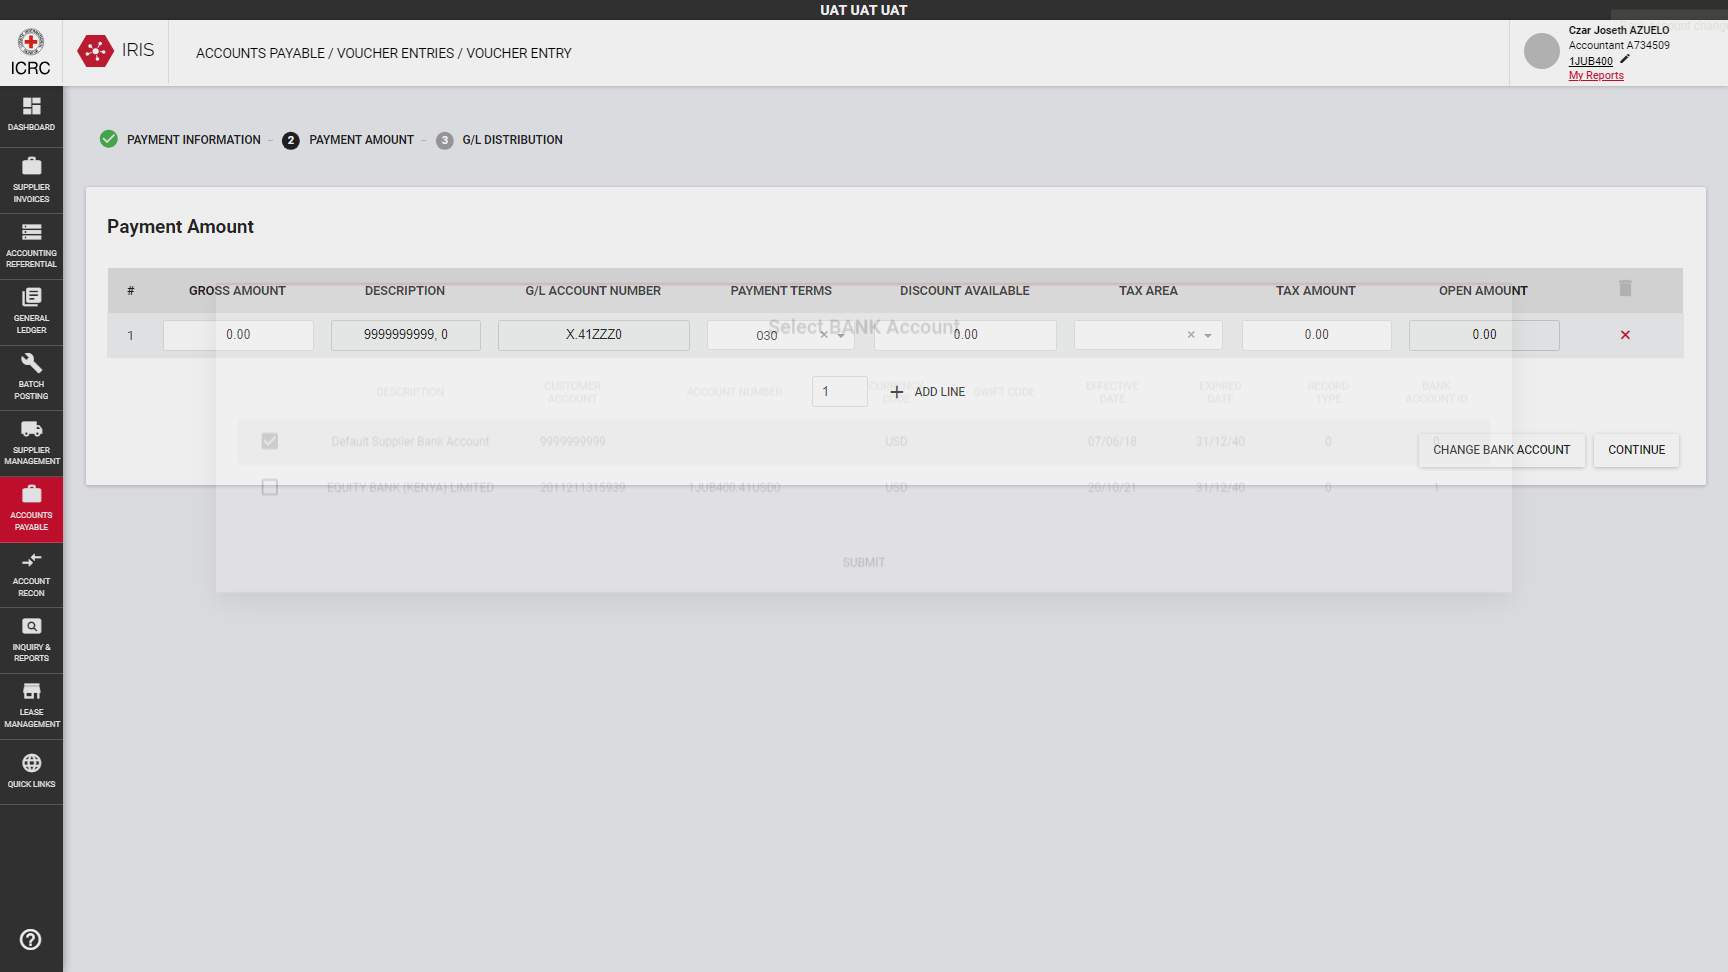 UAT UAT UAT
ICRC
IRIS
ACCOUNTS PAYABLE / VOUCHER ENTRIES / VOUCHER ENTRY
Czar Joseth AZUELO
Accountant A734509
1JUB400
My Reports
DASHBOARD
SUPPLIER
INVOICES
ACCOUNTING
REFERENTIAL
GENERAL
LEDGER
BATCH
POSTING
SUPPLIER
MANAGEMENT
ACCOUNTS
PAYABLE
ACCOUNT
RECON
INQUIRY &
REPORTS
LEASE
MANAGEMENT
QUICK LINKS
PAYMENT INFORMATION - 2 PAYMENT AMOUNT - 3 G/L DISTRIBUTION
Payment Amount
# GROSS AMOUNT DESCRIPTION G/L ACCOUNT NUMBER PAYMENT TERMS DISCOUNT AVAILABLE TAX AREA TAX AMOUNT OPEN AMOUNT
1 0.00 9999999999, 0 X.41ZZZ0 030 0.00 0.00 0.00
1 + ADD LINE
CHANGE BANK ACCOUNT CONTINUE
Select BANK Account
DESCRIPTION CUSTOMER ACCOUNT ACCOUNT NUMBER CURRENCY CODE SWIFT CODE EFFECTIVE DATE EXPIRED DATE RECORD TYPE BANK ACCOUNT ID
Default Supplier Bank Account 9999999999 USD 07/06/18 31/12/40 0 0
EQUITY BANK (KENYA) LIMITED 2011211315939 1JUB400.41USD0 USD 20/10/21 31/12/40 0 1
SUBMIT